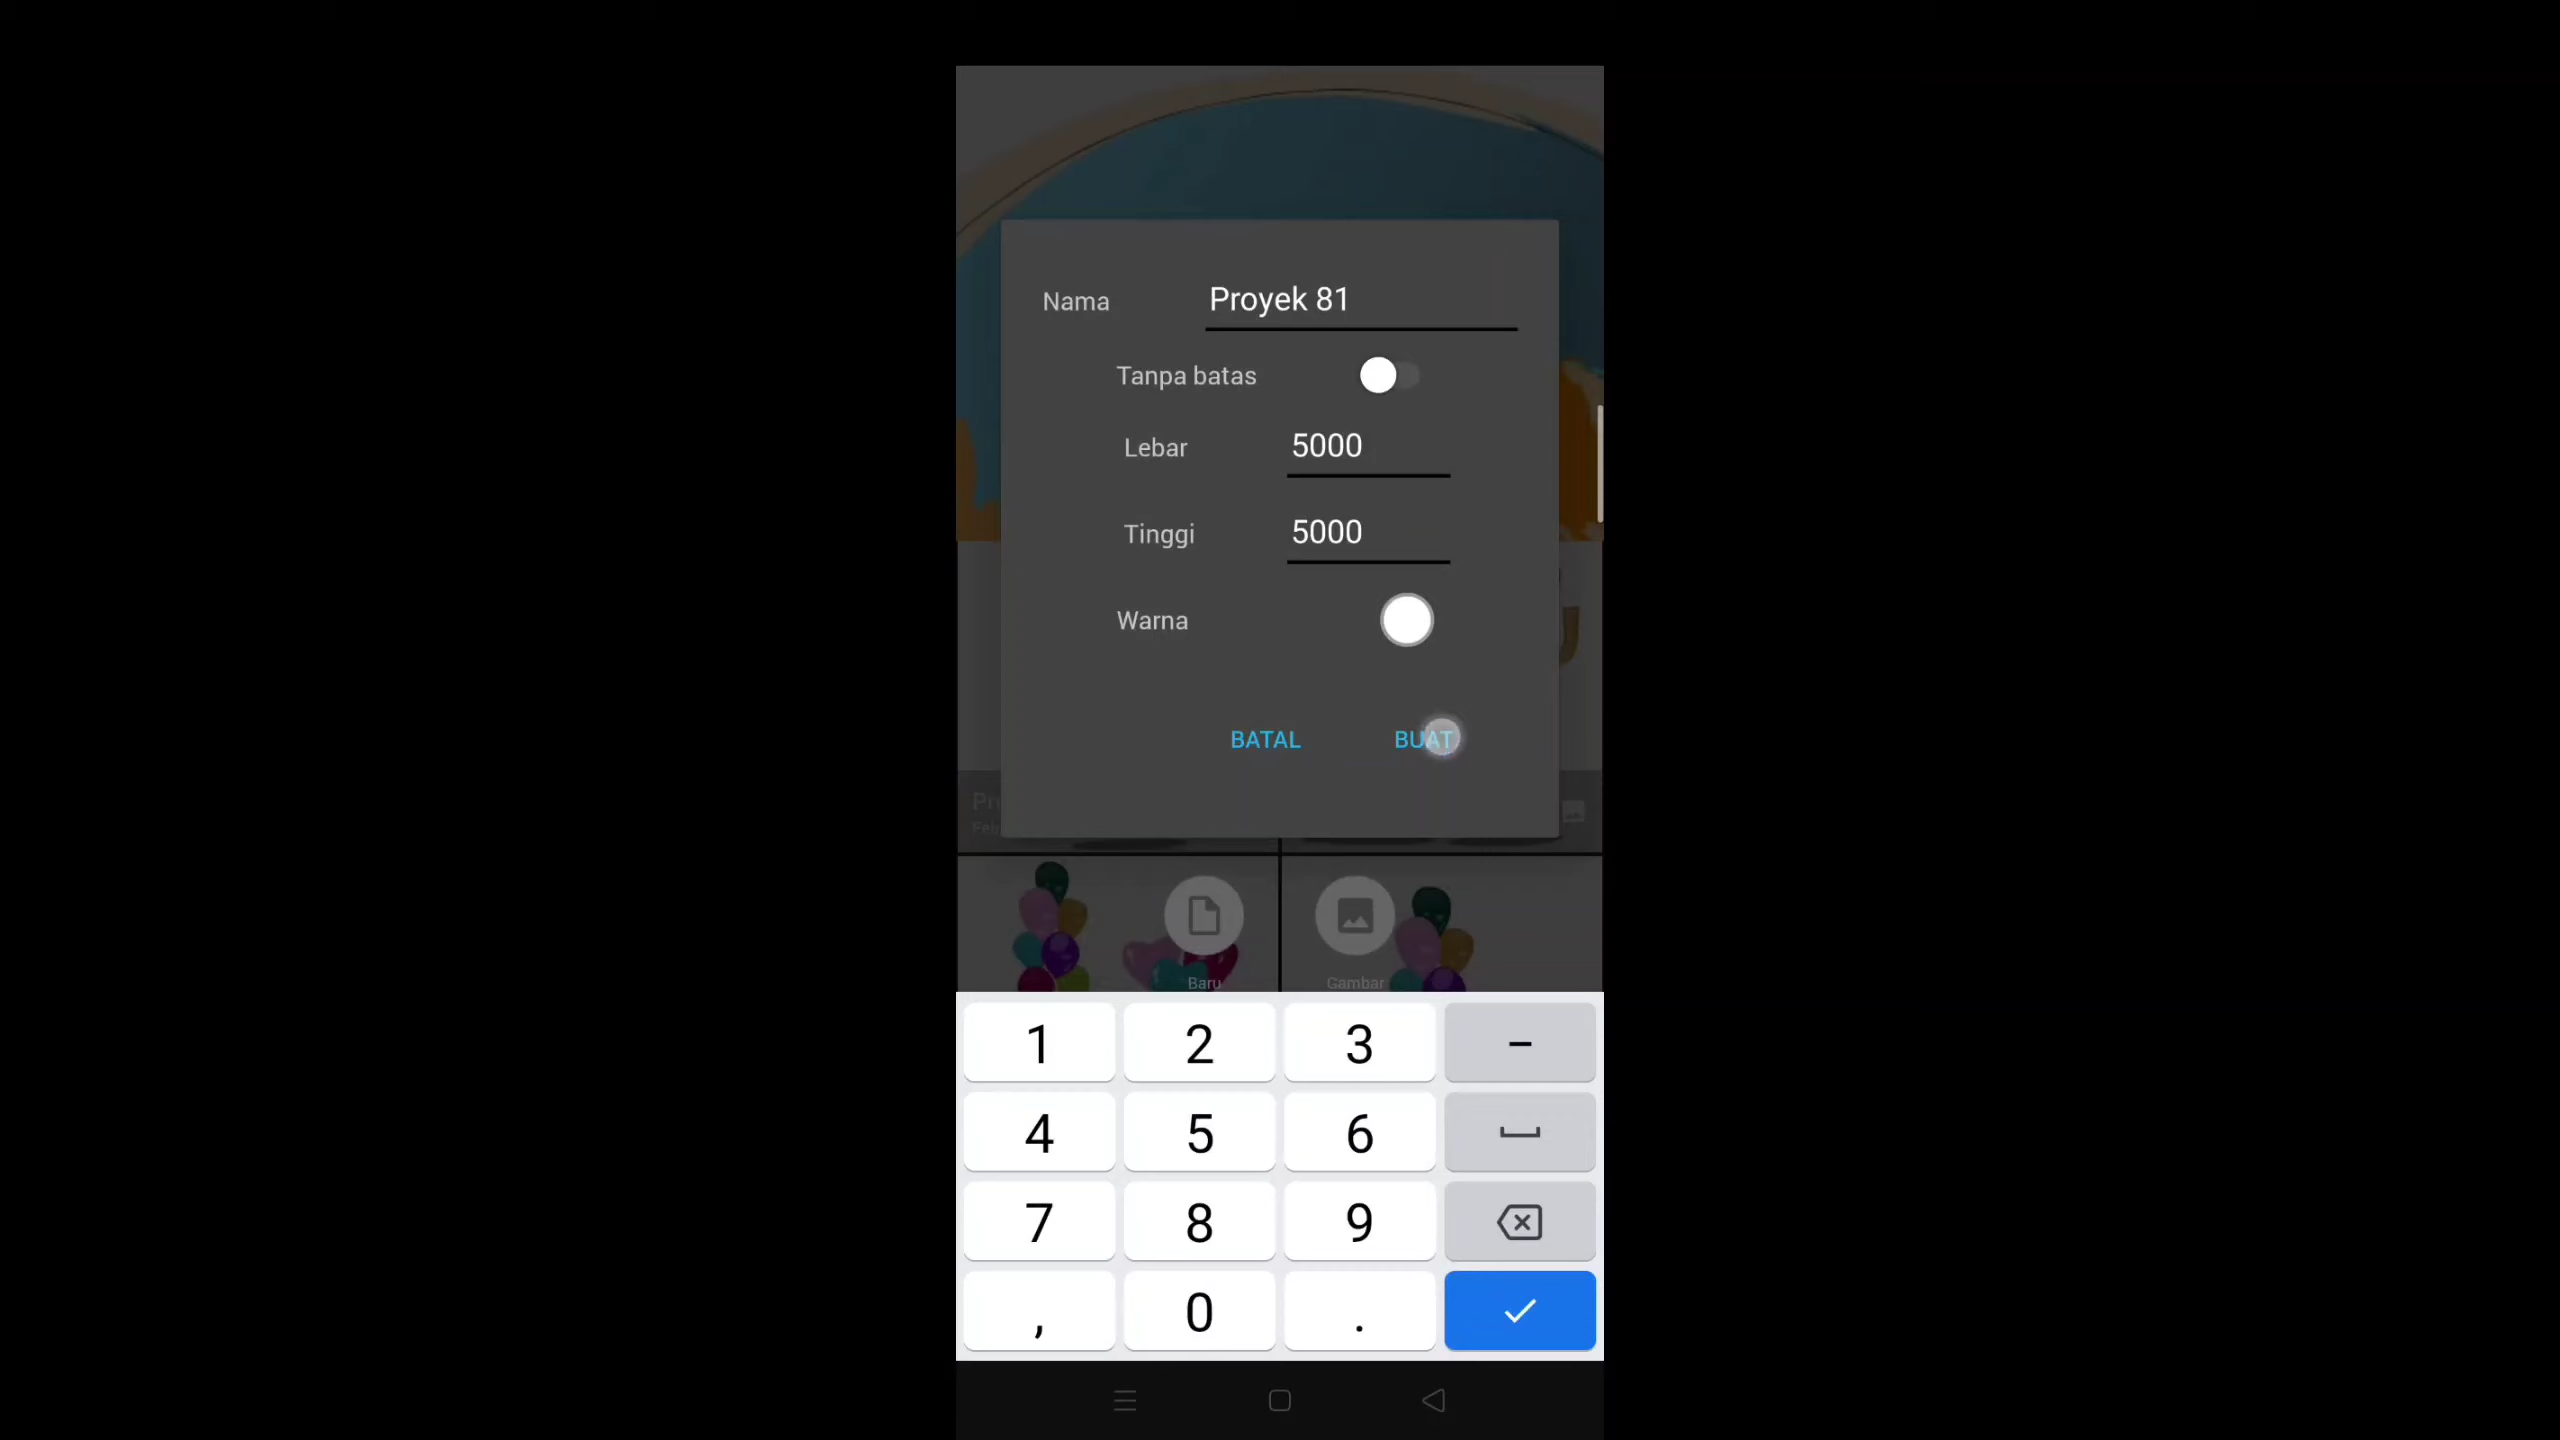 Nama Proyek 81
Tanpa batas
Lebar 5000
Tinggi 5000
Warna
BATAL BUAT
Baru Gambar
1 2 3 –
4 5 6
7 8 9
, 0 .